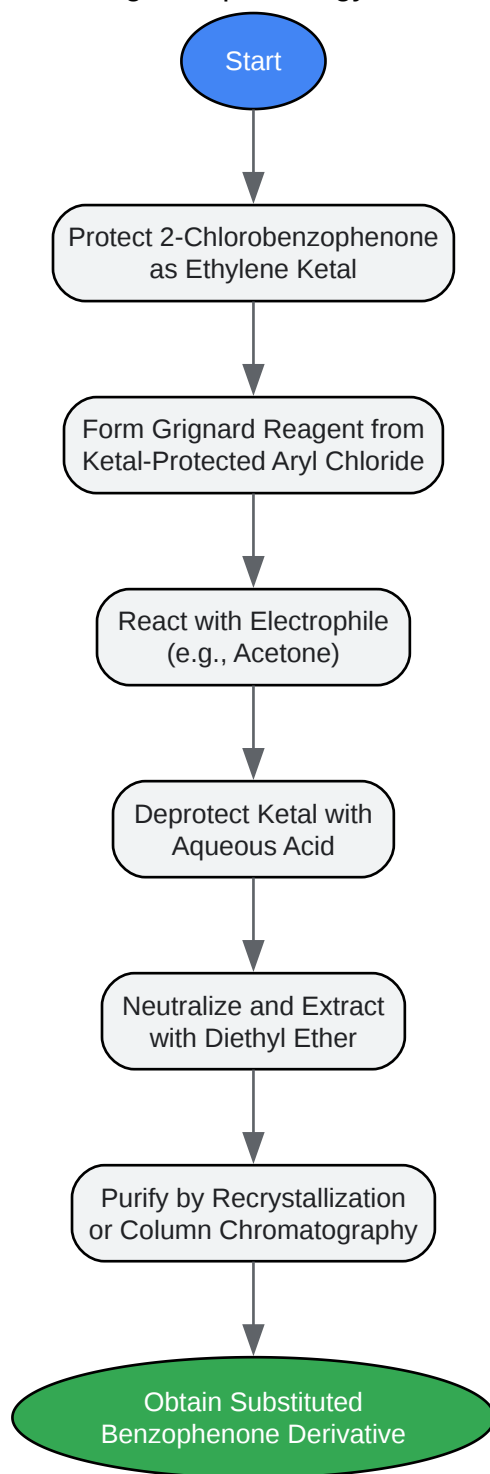 Start
Protect 2-Chlorobenzophenone
as Ethylene Ketal
Form Grignard Reagent from
Ketal-Protected Aryl Chloride
React with Electrophile
(e.g., Acetone)
Deprotect Ketal with
Aqueous Acid
Neutralize and Extract
with Diethyl Ether
Purify by Recrystallization
or Column Chromatography
Obtain Substituted
Benzophenone Derivative